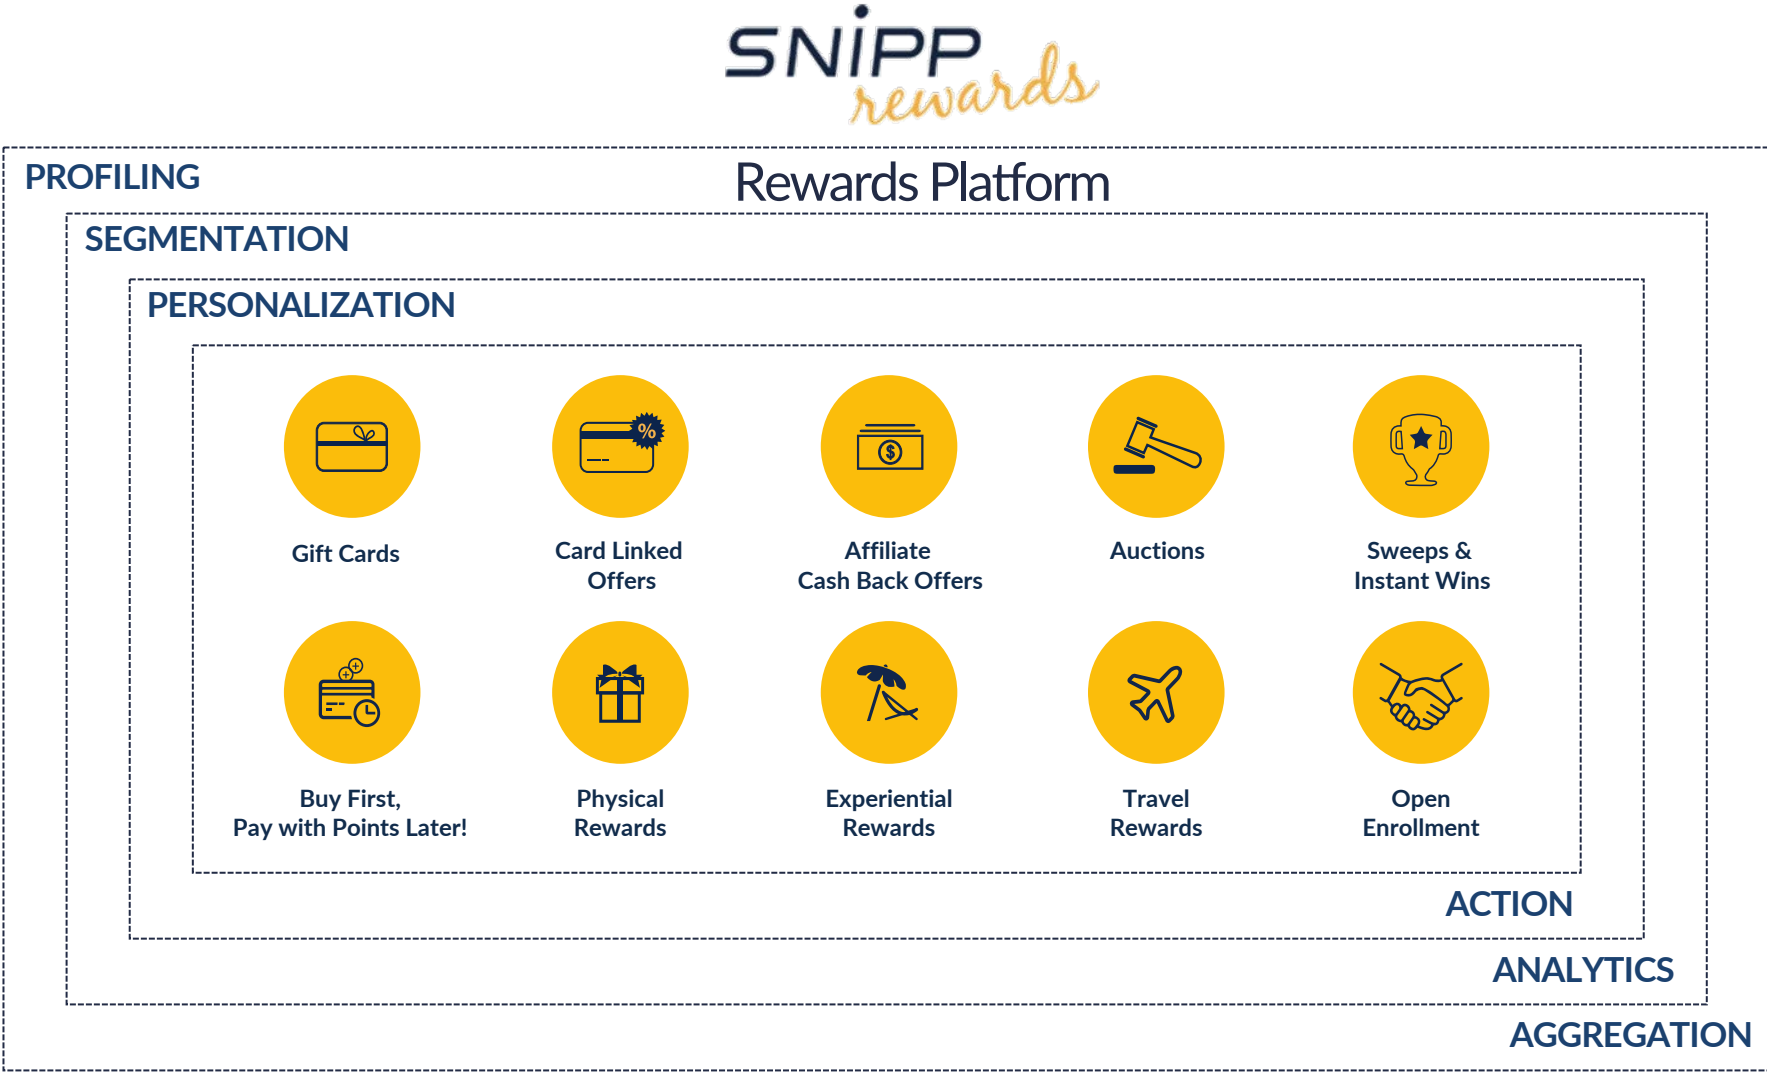 SNiPP
rewards
PROFILING
Rewards Platform
SEGMENTATION
PERSONALIZATION
%
$
Gift Cards
Card Linked
Offers
Affiliate
Cash Back Offers
Auctions
Sweeps &
Instant Wins
Buy First,
Pay with Points Later!
Physical
Rewards
Experiential
Rewards
Travel
Rewards
Open
Enrollment
ACTION
ANALYTICS
AGGREGATION